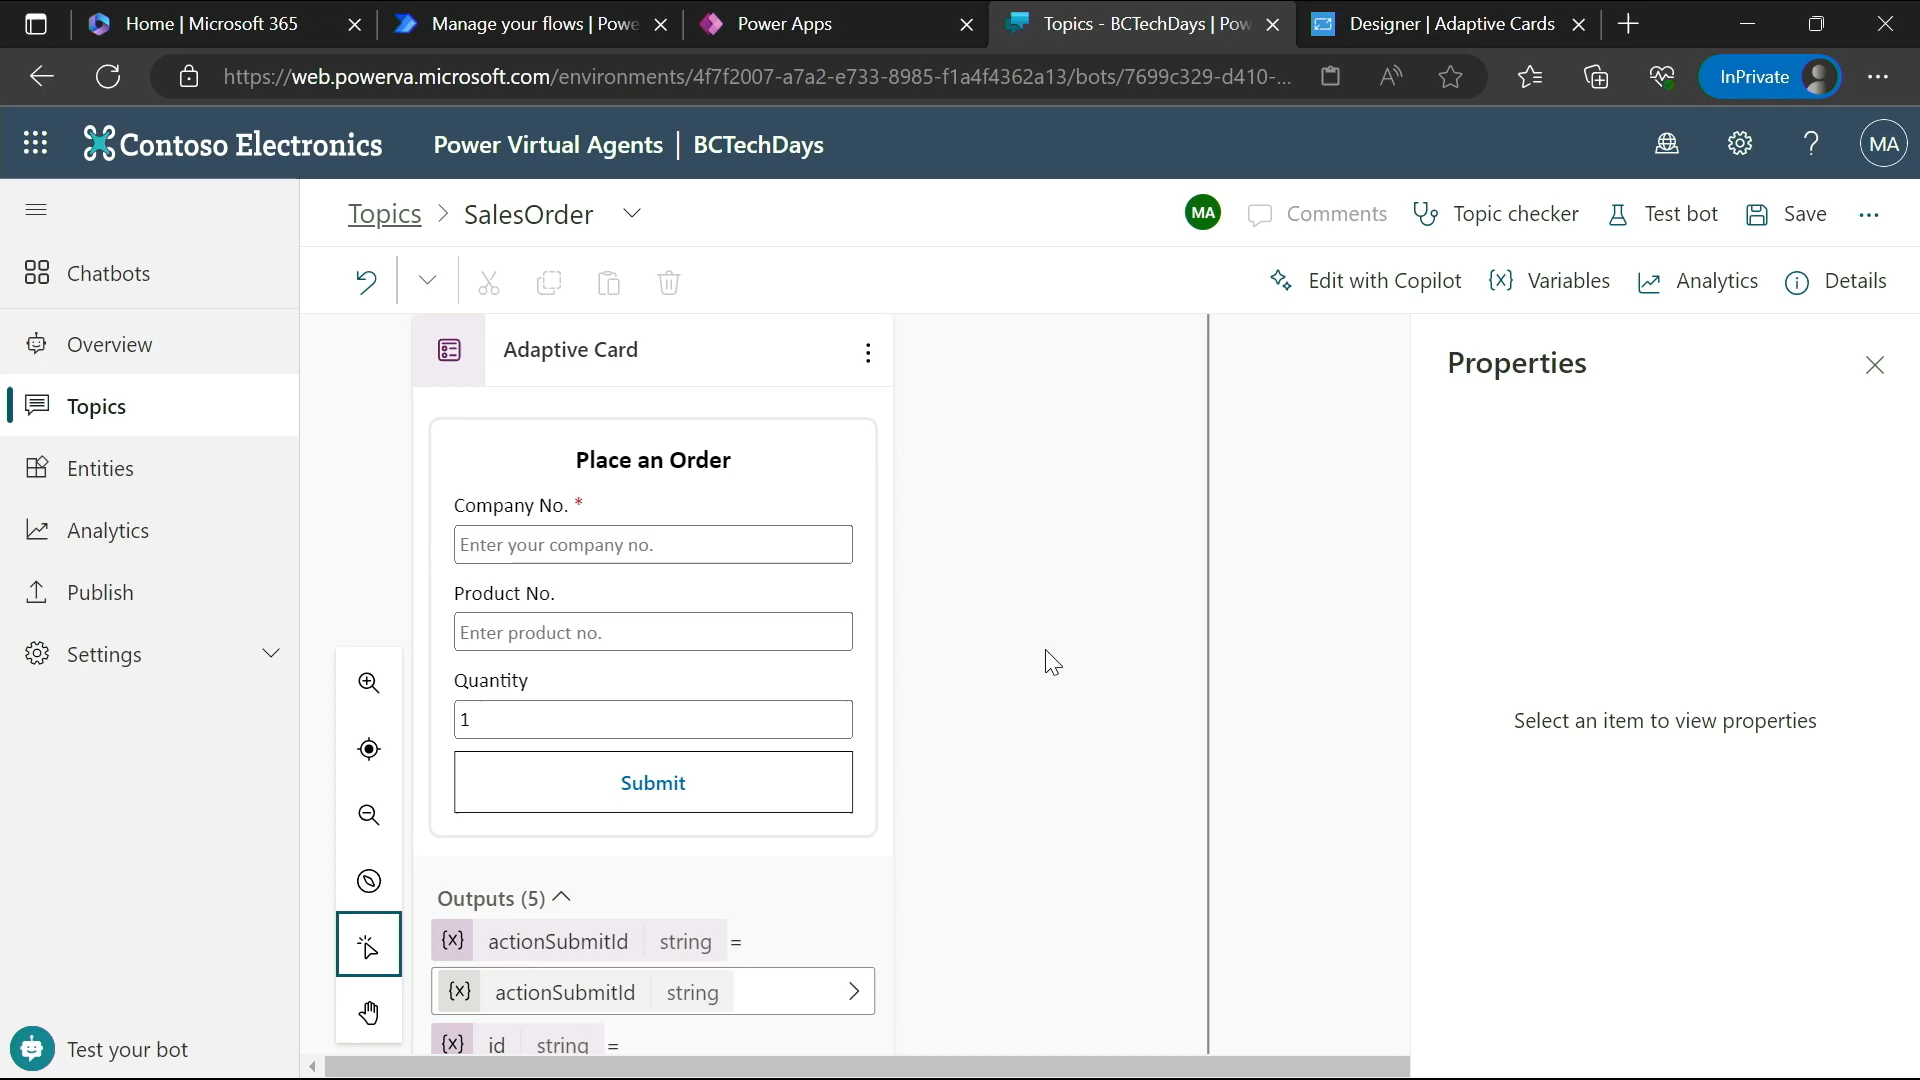 Home | Microsoft 365
Manage your flows | Powe
Power Apps
Topics - BCTechDays | Pow
Designer | Adaptive Cards
https://web.powerva.microsoft.com/environments/4f7f2007-a7a2-e733-8985-f1a4f4362a13/bots/7699c329-d410-...
InPrivate
Contoso Electronics
Power Virtual Agents | BCTechDays
MA
Topics > SalesOrder
MA
Comments
Topic checker
Test bot
Save
Chatbots
Edit with Copilot
{x} Variables
Analytics
Details
Overview
Topics
Entities
Analytics
Publish
Settings
Test your bot
Adaptive Card
Place an Order
Company No. *
Enter your company no.
Product No.
Enter product no.
Quantity
1
Submit
Outputs (5)
{x} actionSubmitId string =
{x} actionSubmitId string
{x} id string =
Properties
Select an item to view properties